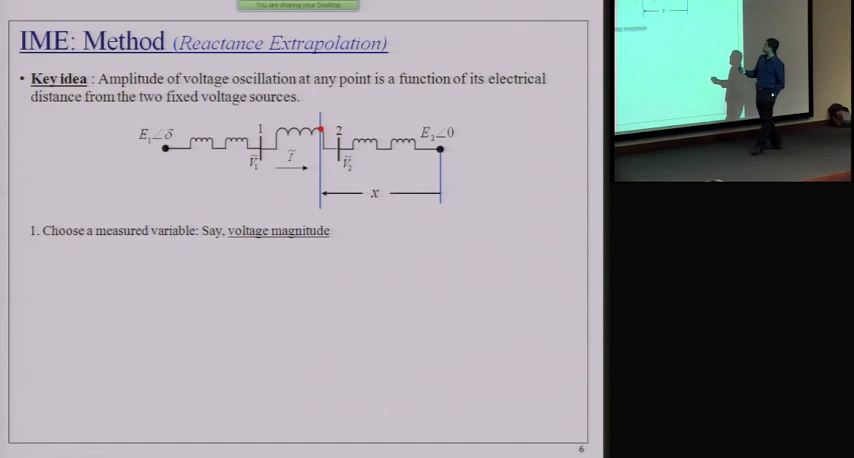 You are sharing your Desktop
IME: Method (Reactance Extrapolation)
• Key idea : Amplitude of voltage oscillation at any point is a function of its electrical
distance from the two fixed voltage sources.
E₁∠δ
1
2
E₂∠0
Ṽ₁
Ĩ
Ṽ₂
x
1. Choose a measured variable: Say, voltage magnitude
6